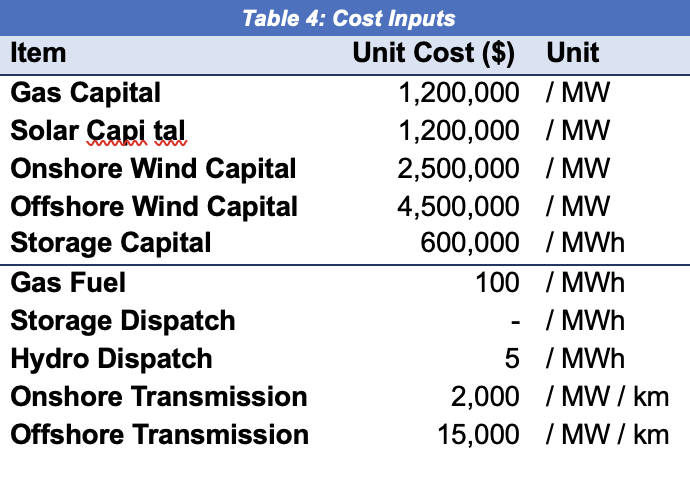 Table 4: Cost Inputs
Item Unit Cost ($) Unit
Gas Capital 1,200,000 / MW
Solar Capi tal 1,200,000 / MW
Onshore Wind Capital 2,500,000 / MW
Offshore Wind Capital 4,500,000 / MW
Storage Capital 600,000 / MWh
Gas Fuel 100 / MWh
Storage Dispatch - / MWh
Hydro Dispatch 5 / MWh
Onshore Transmission 2,000 / MW / km
Offshore Transmission 15,000 / MW / km